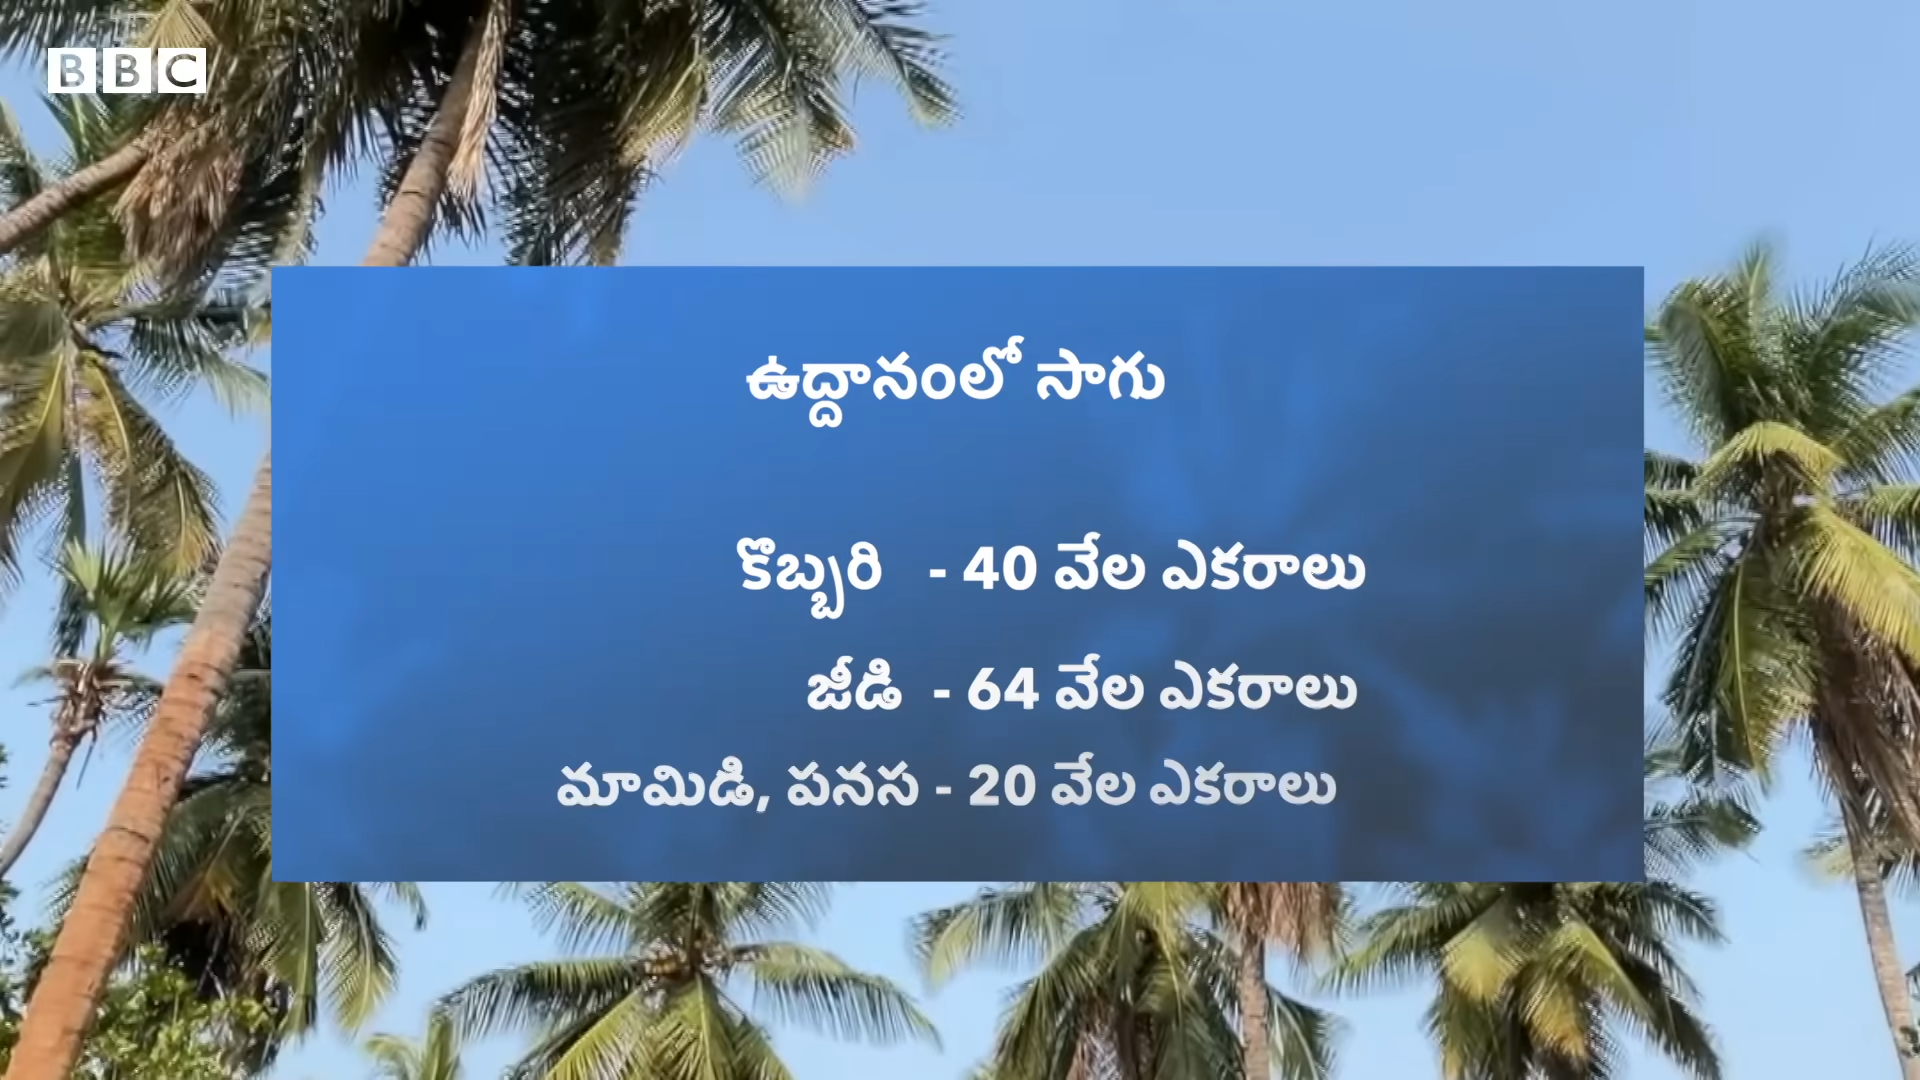 BBC
ఉద్దానంలో సాగు
కొబ్బరి - 40 వేల ఎకరాలు
జీడి - 64 వేల ఎకరాలు
మామిడి, పనస - 20 వేల ఎకరాలు